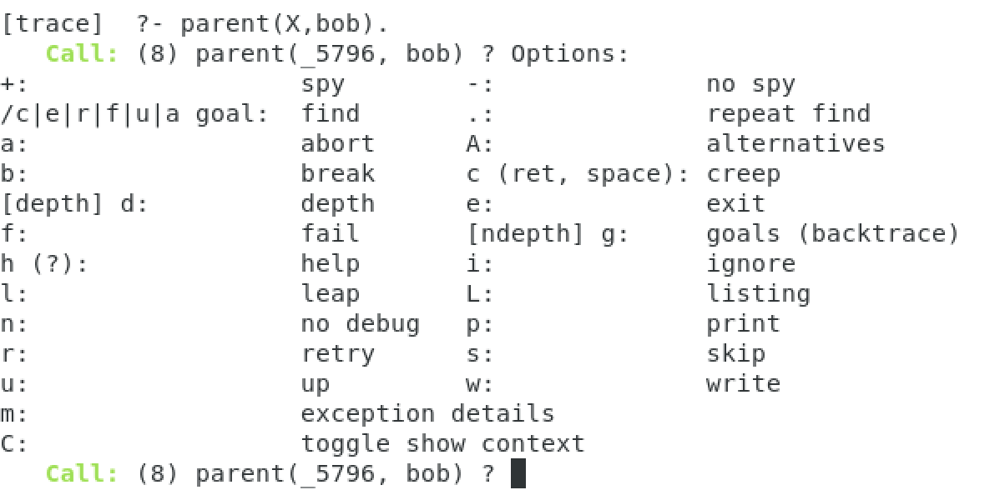 [trace]  ?- parent(X,bob).
   Call: (8) parent(_5796, bob) ? Options:
+:                  spy        -:              no spy
/c|e|r|f|u|a goal:  find       .:              repeat find
a:                  abort      A:              alternatives
b:                  break      c (ret, space): creep
[depth] d:          depth      e:              exit
f:                  fail       [ndepth] g:     goals (backtrace)
h (?):              help       i:              ignore
l:                  leap       L:              listing
n:                  no debug   p:              print
r:                  retry      s:              skip
u:                  up         w:              write
m:                  exception details
C:                  toggle show context
   Call: (8) parent(_5796, bob) ?